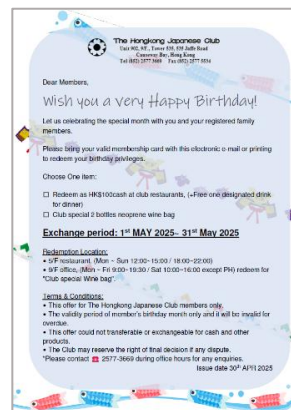 The Hongkong Japanese Club
Unit 902, 9/F., Tower 535, 535 Jaffe Road
Causeway Bay, Hong Kong
Tel (852) 2577 3669 Fax (852) 2577 5534
Dear Members,
Wish you a very Happy Birthday!
Let us celebrating the special month with you and your registered family
members.
Please bring your valid membership card with this electronic e-mail or printing
to redeem your birthday privileges.
Choose One item:
☐ Redeem as HK$100cash at club restaurants, (+Free one designated drink
for dinner)
☐ Club special 2 bottles neoprene wine bag
Exchange period: 1st MAY 2025– 31st May 2025
Redemption Location:
• 5/F restaurant, (Mon ~ Sun 12:00- 15:00 / 18:00-22:00)
• 9/F office, (Mon ~ Fri 9:00-19:30 / Sat 10:00-16:00 except PH) redeem for
"Club special Wine bag".
Terms & Conditions:
• This offer for The Hongkong Japanese Club members only.
• The validity period of member's birthday month only and it will be invalid for
overdue.
• This offer could not transferable or exchangeable for cash and other
products.
• The Club may reserve the right of final decision if any dispute.
*Please contact ☎ 2577-3669 during office hours for any enquires.
Issue date 30th APR 2025